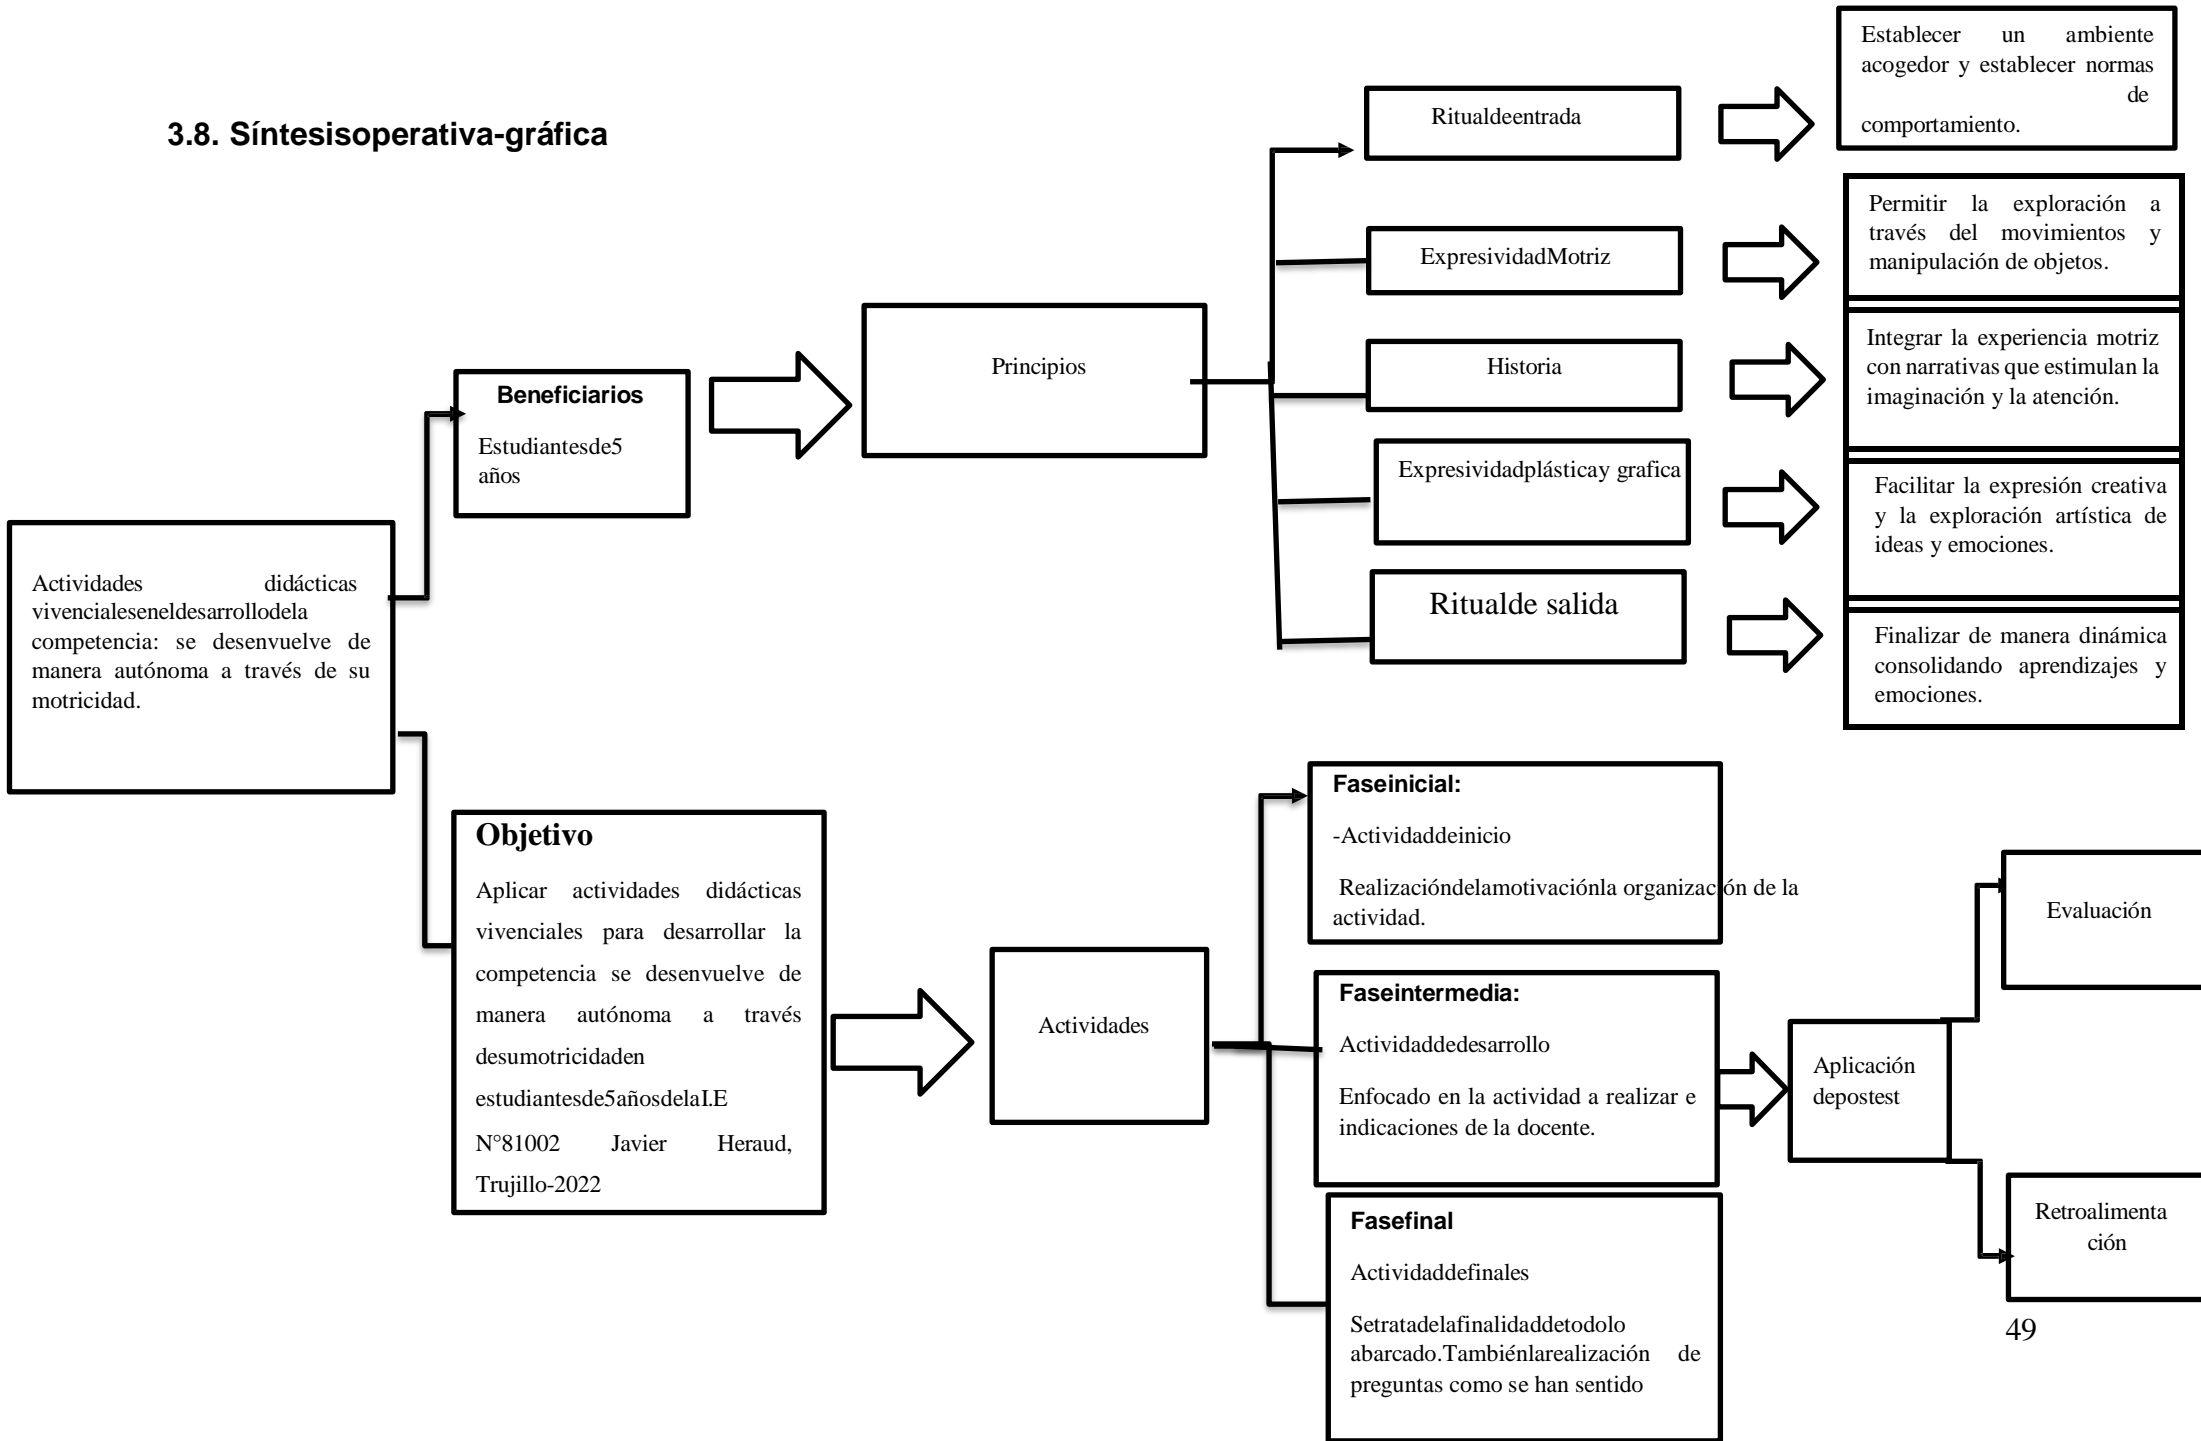 3.8. Síntesisoperativa-gráfica
Actividades didácticas
vivencialeseneldesarrollodela
competencia: se desenvuelve de
manera autónoma a través de su
motricidad.
Beneficiarios
Estudiantesde5
años
Principios
Ritualdeentrada
Establecer un ambiente
acogedor y establecer normas
de
comportamiento.
ExpresividadMotriz
Permitir la exploración a
través del movimientos y
manipulación de objetos.
Historia
Integrar la experiencia motriz
con narrativas que estimulan la
imaginación y la atención.
Expresividadplásticay grafica
Facilitar la expresión creativa
y la exploración artística de
ideas y emociones.
Ritualde salida
Finalizar de manera dinámica
consolidando aprendizajes y
emociones.
Objetivo
Aplicar actividades didácticas
vivenciales para desarrollar la
competencia se desenvuelve de
manera autónoma a través
desumotricidaden
estudiantesde5añosdelaI.E
N°81002 Javier Heraud,
Trujillo-2022
Actividades
Faseinicial:
-Actividaddeinicio
Realizacióndelamotivaciónla organización de la
actividad.
Faseintermedia:
Actividaddedesarrollo
Enfocado en la actividad a realizar e
indicaciones de la docente.
Fasefinal
Actividaddefinales
Setratadelafinalidaddetodolo
abarcado.Tambiénlarealización de
preguntas como se han sentido
Aplicación
depostest
Evaluación
Retroalimenta
ción
49